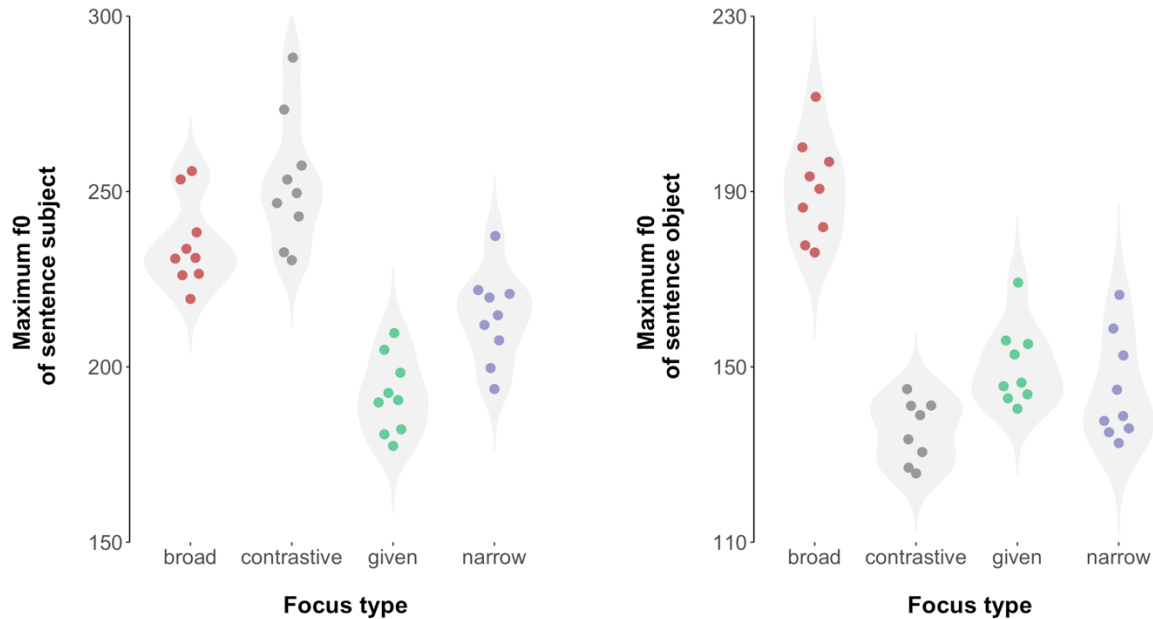 Maximum f0
of sentence subject
300
250
200
150
broad contrastive given narrow
Focus type
Maximum f0
of sentence object
230
190
150
110
broad contrastive given narrow
Focus type